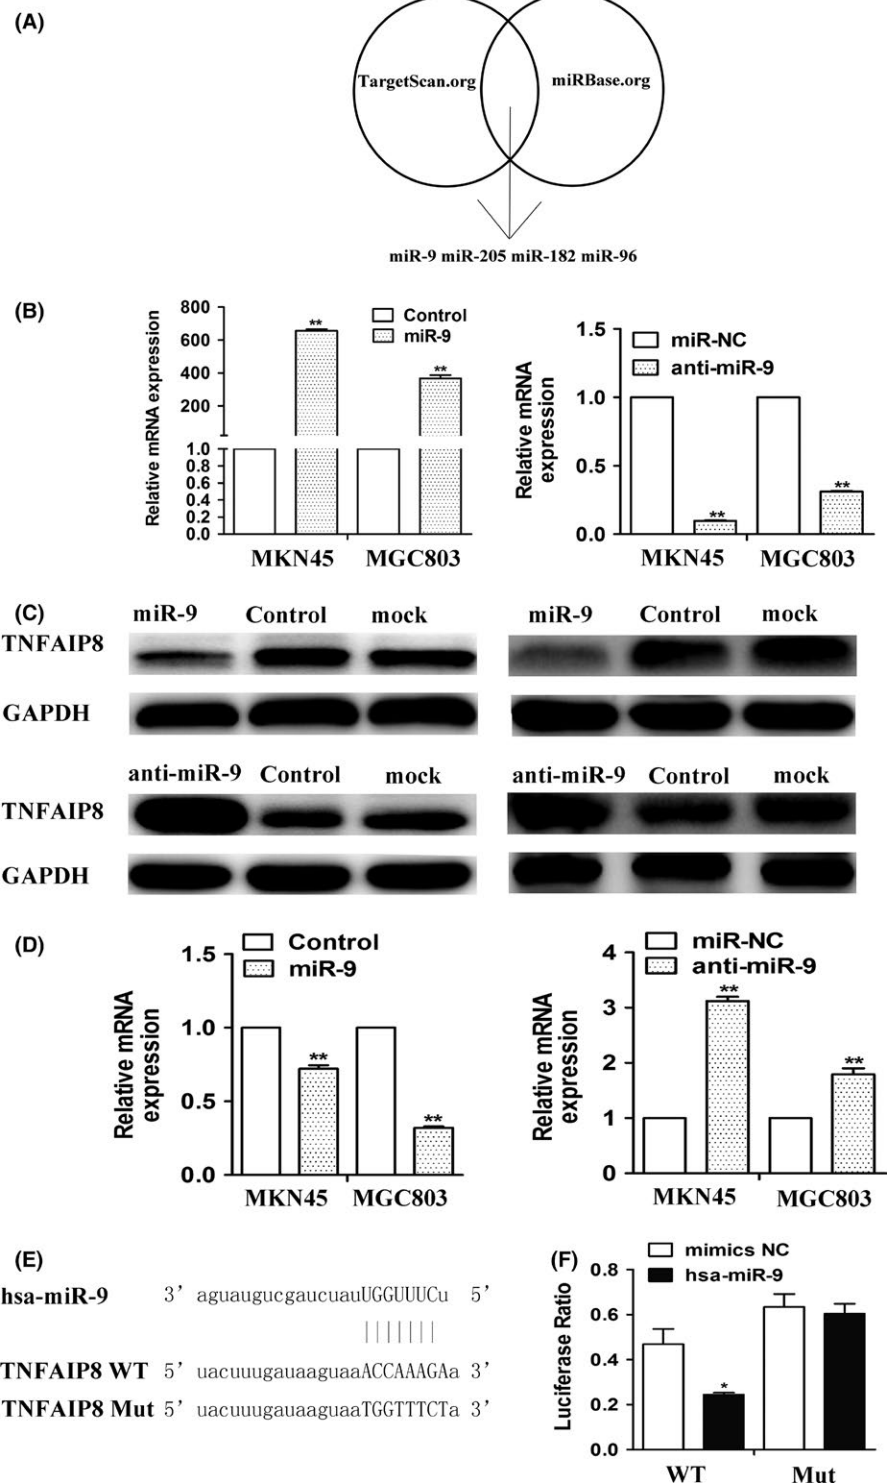 (A)
TargetScan.org miRBase.org
miR-9 miR-205 miR-182 miR-96
(B)
Relative mRNA expression
800
600
400
200
1.0
0.8
0.6
0.4
0.2
0.0
Control
miR-9
** **
MKN45 MGC803
Relative mRNA
expression
1.5
1.0
0.5
0.0
miR-NC
anti-miR-9
** **
MKN45 MGC803
(C)
miR-9 Control mock miR-9 Control mock
TNFAIP8
GAPDH
anti-miR-9 Control mock anti-miR-9 Control mock
TNFAIP8
GAPDH
(D)
Relative mRNA
expression
1.5
1.0
0.5
0.0
Control
miR-9
** **
MKN45 MGC803
Relative mRNA
expression
4
3
2
1
0
miR-NC
anti-miR-9
** **
MKN45 MGC803
(E)
hsa-miR-9 3' aguaugucgaucuauUGGUUUCu 5'
TNFAIP8 WT 5' uacuuugauaaguaaACCAAAGAa 3'
TNFAIP8 Mut 5' uacuuugauaaguaaTGGTTTCTa 3'
(F)
Luciferase Ratio
0.8
0.6
0.4
0.2
0.0
mimics NC
hsa-miR-9
*
WT Mut